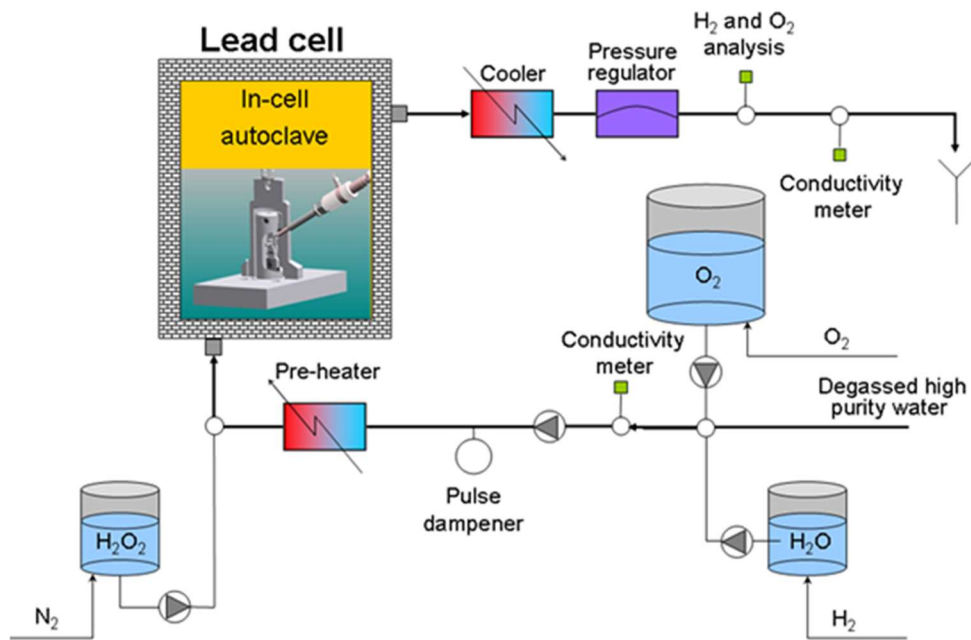 Lead cell
In-cell
autoclave
Cooler
Pressure
regulator
H₂ and O₂
analysis
Conductivity
meter
O₂
O₂
Conductivity
meter
Degassed high
purity water
Pre-heater
Pulse
dampener
H₂O₂
N₂
H₂O
H₂